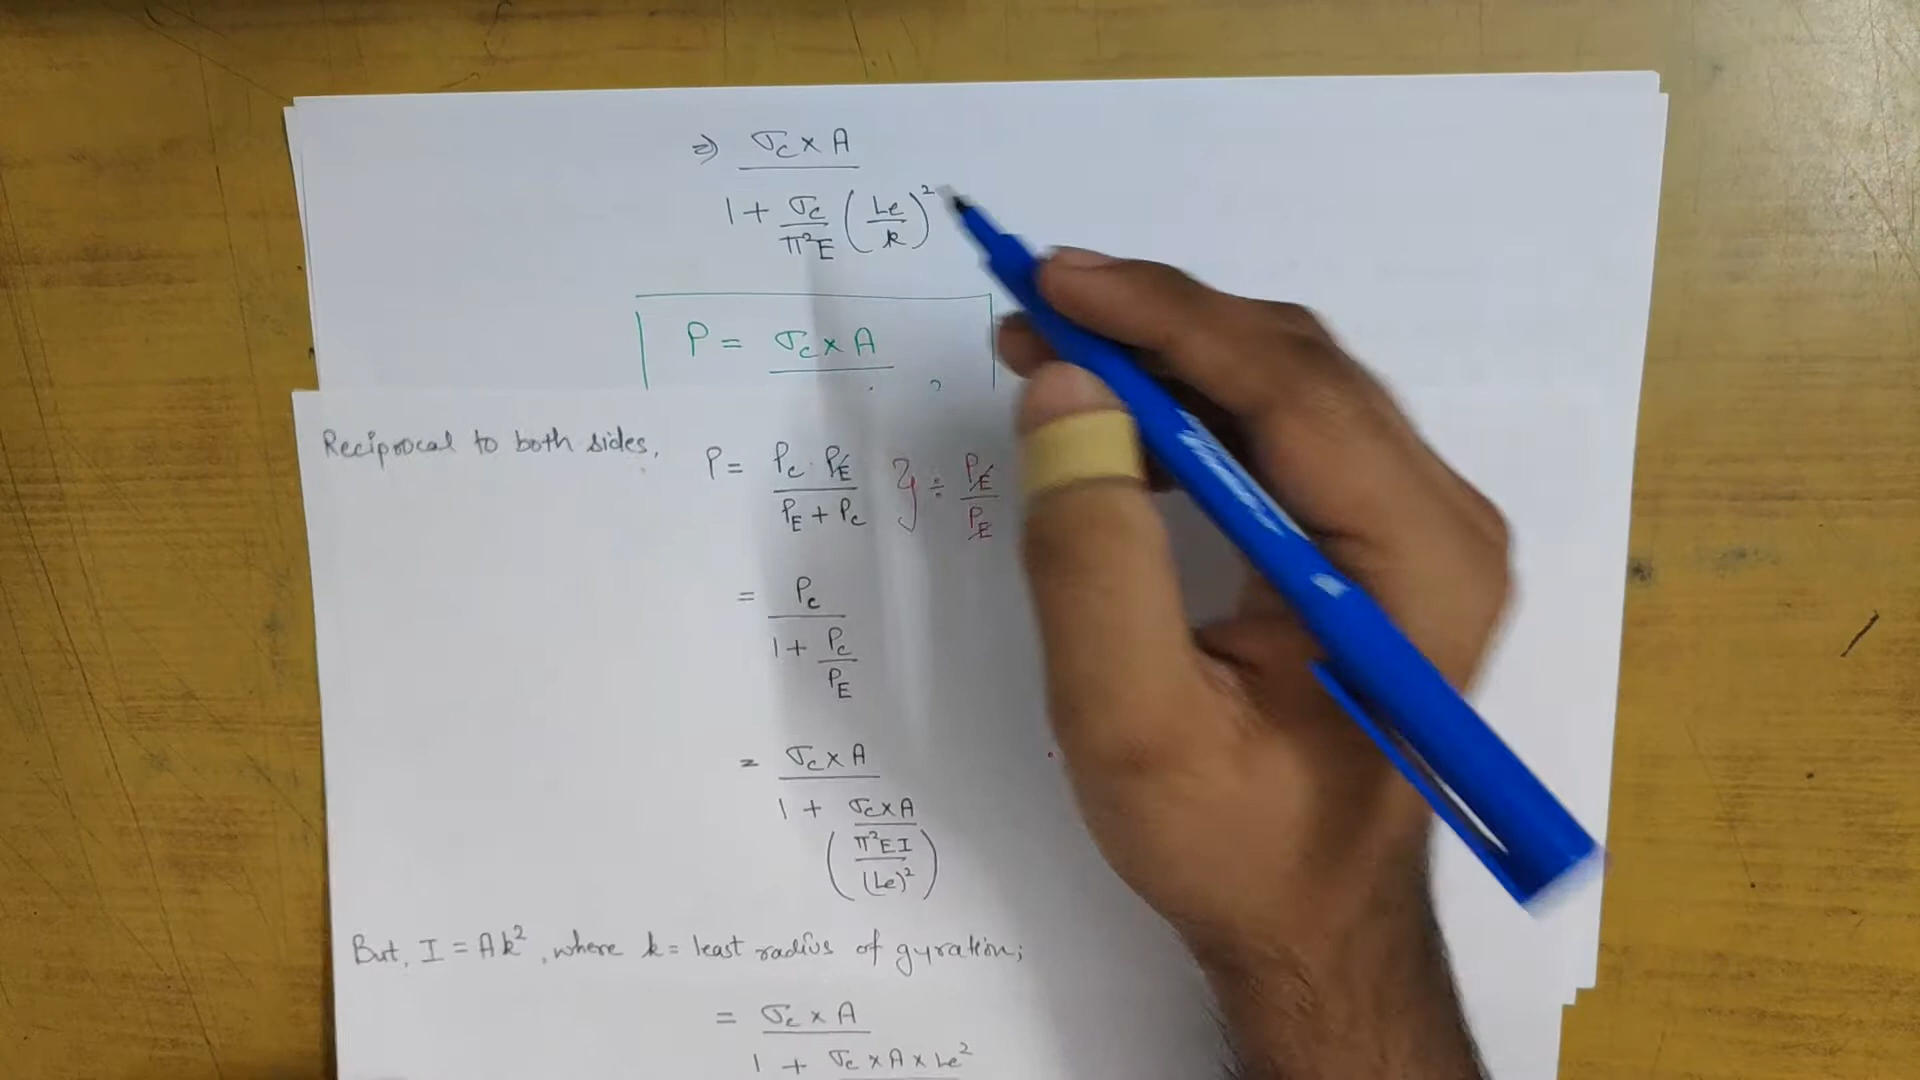 ⇒ σc × A
1 + σc/π²E (Le/k)²
P = σc × A
Reciprocal to both sides, P = Pc · PE / PE + Pc } ÷ PE/PE
= Pc / 1 + Pc/PE
= σc × A
1 + σc × A / (π²EI/(Le)²)
But, I = Ak², where k = least radius of gyration;
= σc × A
1 + σc × A × Le²